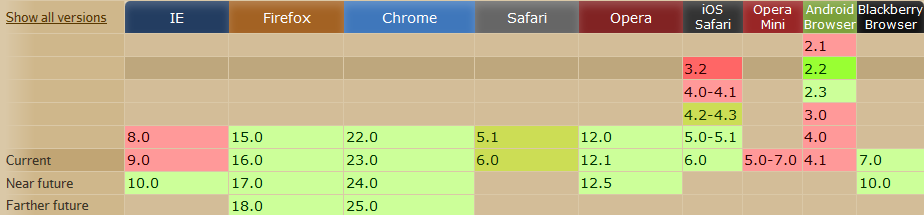 Show all versions IE Firefox Chrome Safari Opera iOS Safari Opera Mini Android Browser Blackberry Browser
2.1
3.2 2.2
4.0-4.1 2.3
4.2-4.3 3.0
8.0 15.0 22.0 5.1 12.0 5.0-5.1 4.0
Current 9.0 16.0 23.0 6.0 12.1 6.0 5.0-7.0 4.1 7.0
Near future 10.0 17.0 24.0 12.5 10.0
Farther future 18.0 25.0